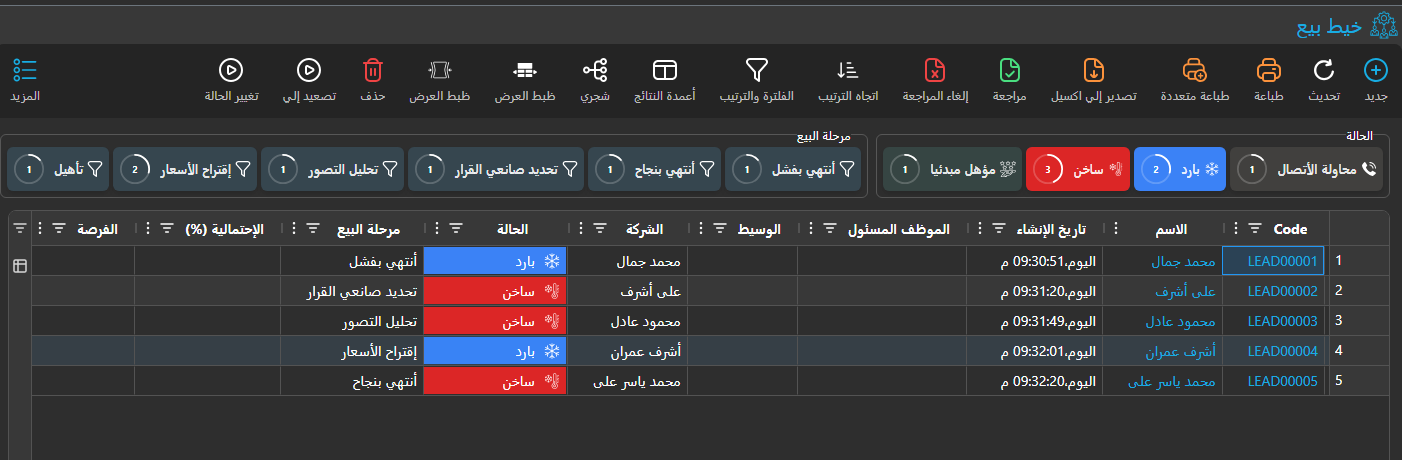 خيط بيع
جديد تحديث طباعة طباعة متعددة تصدير إلي اكسيل مراجعة إلغاء المراجعة اتجاه الترتيب الفلترة والترتيب أعمدة النتائج شجري ظبط العرض ظبط العرض حذف تصعيد إلي تغيير الحالة المزيد
الحالة مرحلة البيع
محاولة الأتصال 1 بارد 2 ساخن 3 مؤهل مبدئيا 1 أنتهي بفشل 1 أنتهي بنجاح 1 تحديد صانعي القرار 1 تحليل التصور 1 إقتراح الأسعار 2 تأهيل 1
Code الاسم تاريخ الإنشاء الموظف المسئول الوسيط الشركة الحالة مرحلة البيع الإحتمالية (%) الفرصة
1 LEAD00001 محمد جمال اليوم،09:30:51 م محمد جمال بارد أنتهي بفشل
2 LEAD00002 على أشرف اليوم،09:31:20 م على أشرف ساخن تحديد صانعي القرار
3 LEAD00003 محمود عادل اليوم،09:31:49 م محمود عادل ساخن تحليل التصور
4 LEAD00004 أشرف عمران اليوم،09:32:01 م أشرف عمران بارد إقتراح الأسعار
5 LEAD00005 محمد ياسر على اليوم،09:32:20 م محمد ياسر على ساخن أنتهي بنجاح